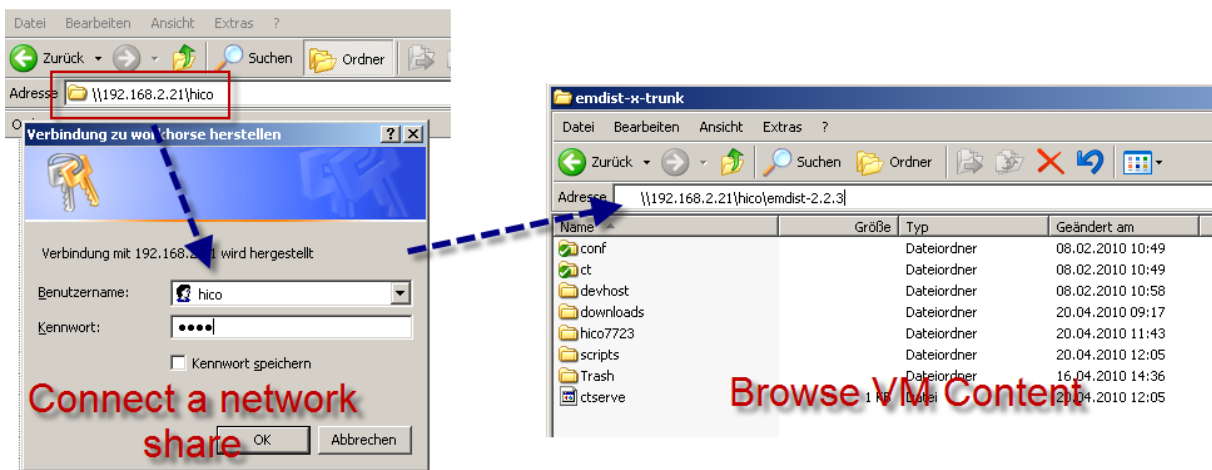 Datei Bearbeiten Ansicht Extras ?
Zurück Suchen Ordner
Adresse \\192.168.2.21\hico
Verbindung zu workhorse herstellen
Verbindung mit 192.168.2.21 wird hergestellt
Benutzername: hico
Kennwort: ••••
Kennwort speichern
Connect a network
share
OK Abbrechen
emdist-x-trunk
Datei Bearbeiten Ansicht Extras ?
Zurück Suchen Ordner
Adresse \\192.168.2.21\hico\emdist-2.2.3
Name Größe Typ Geändert am
conf Dateiordner 08.02.2010 10:49
ct Dateiordner 08.02.2010 10:49
devhost Dateiordner 08.02.2010 10:58
downloads Dateiordner 20.04.2010 09:17
hico7723 Dateiordner 20.04.2010 11:43
scripts Dateiordner 20.04.2010 12:05
Trash Dateiordner 16.04.2010 14:36
ctserve 1 KB Datei 20.04.2010 12:05
Browse VM Content